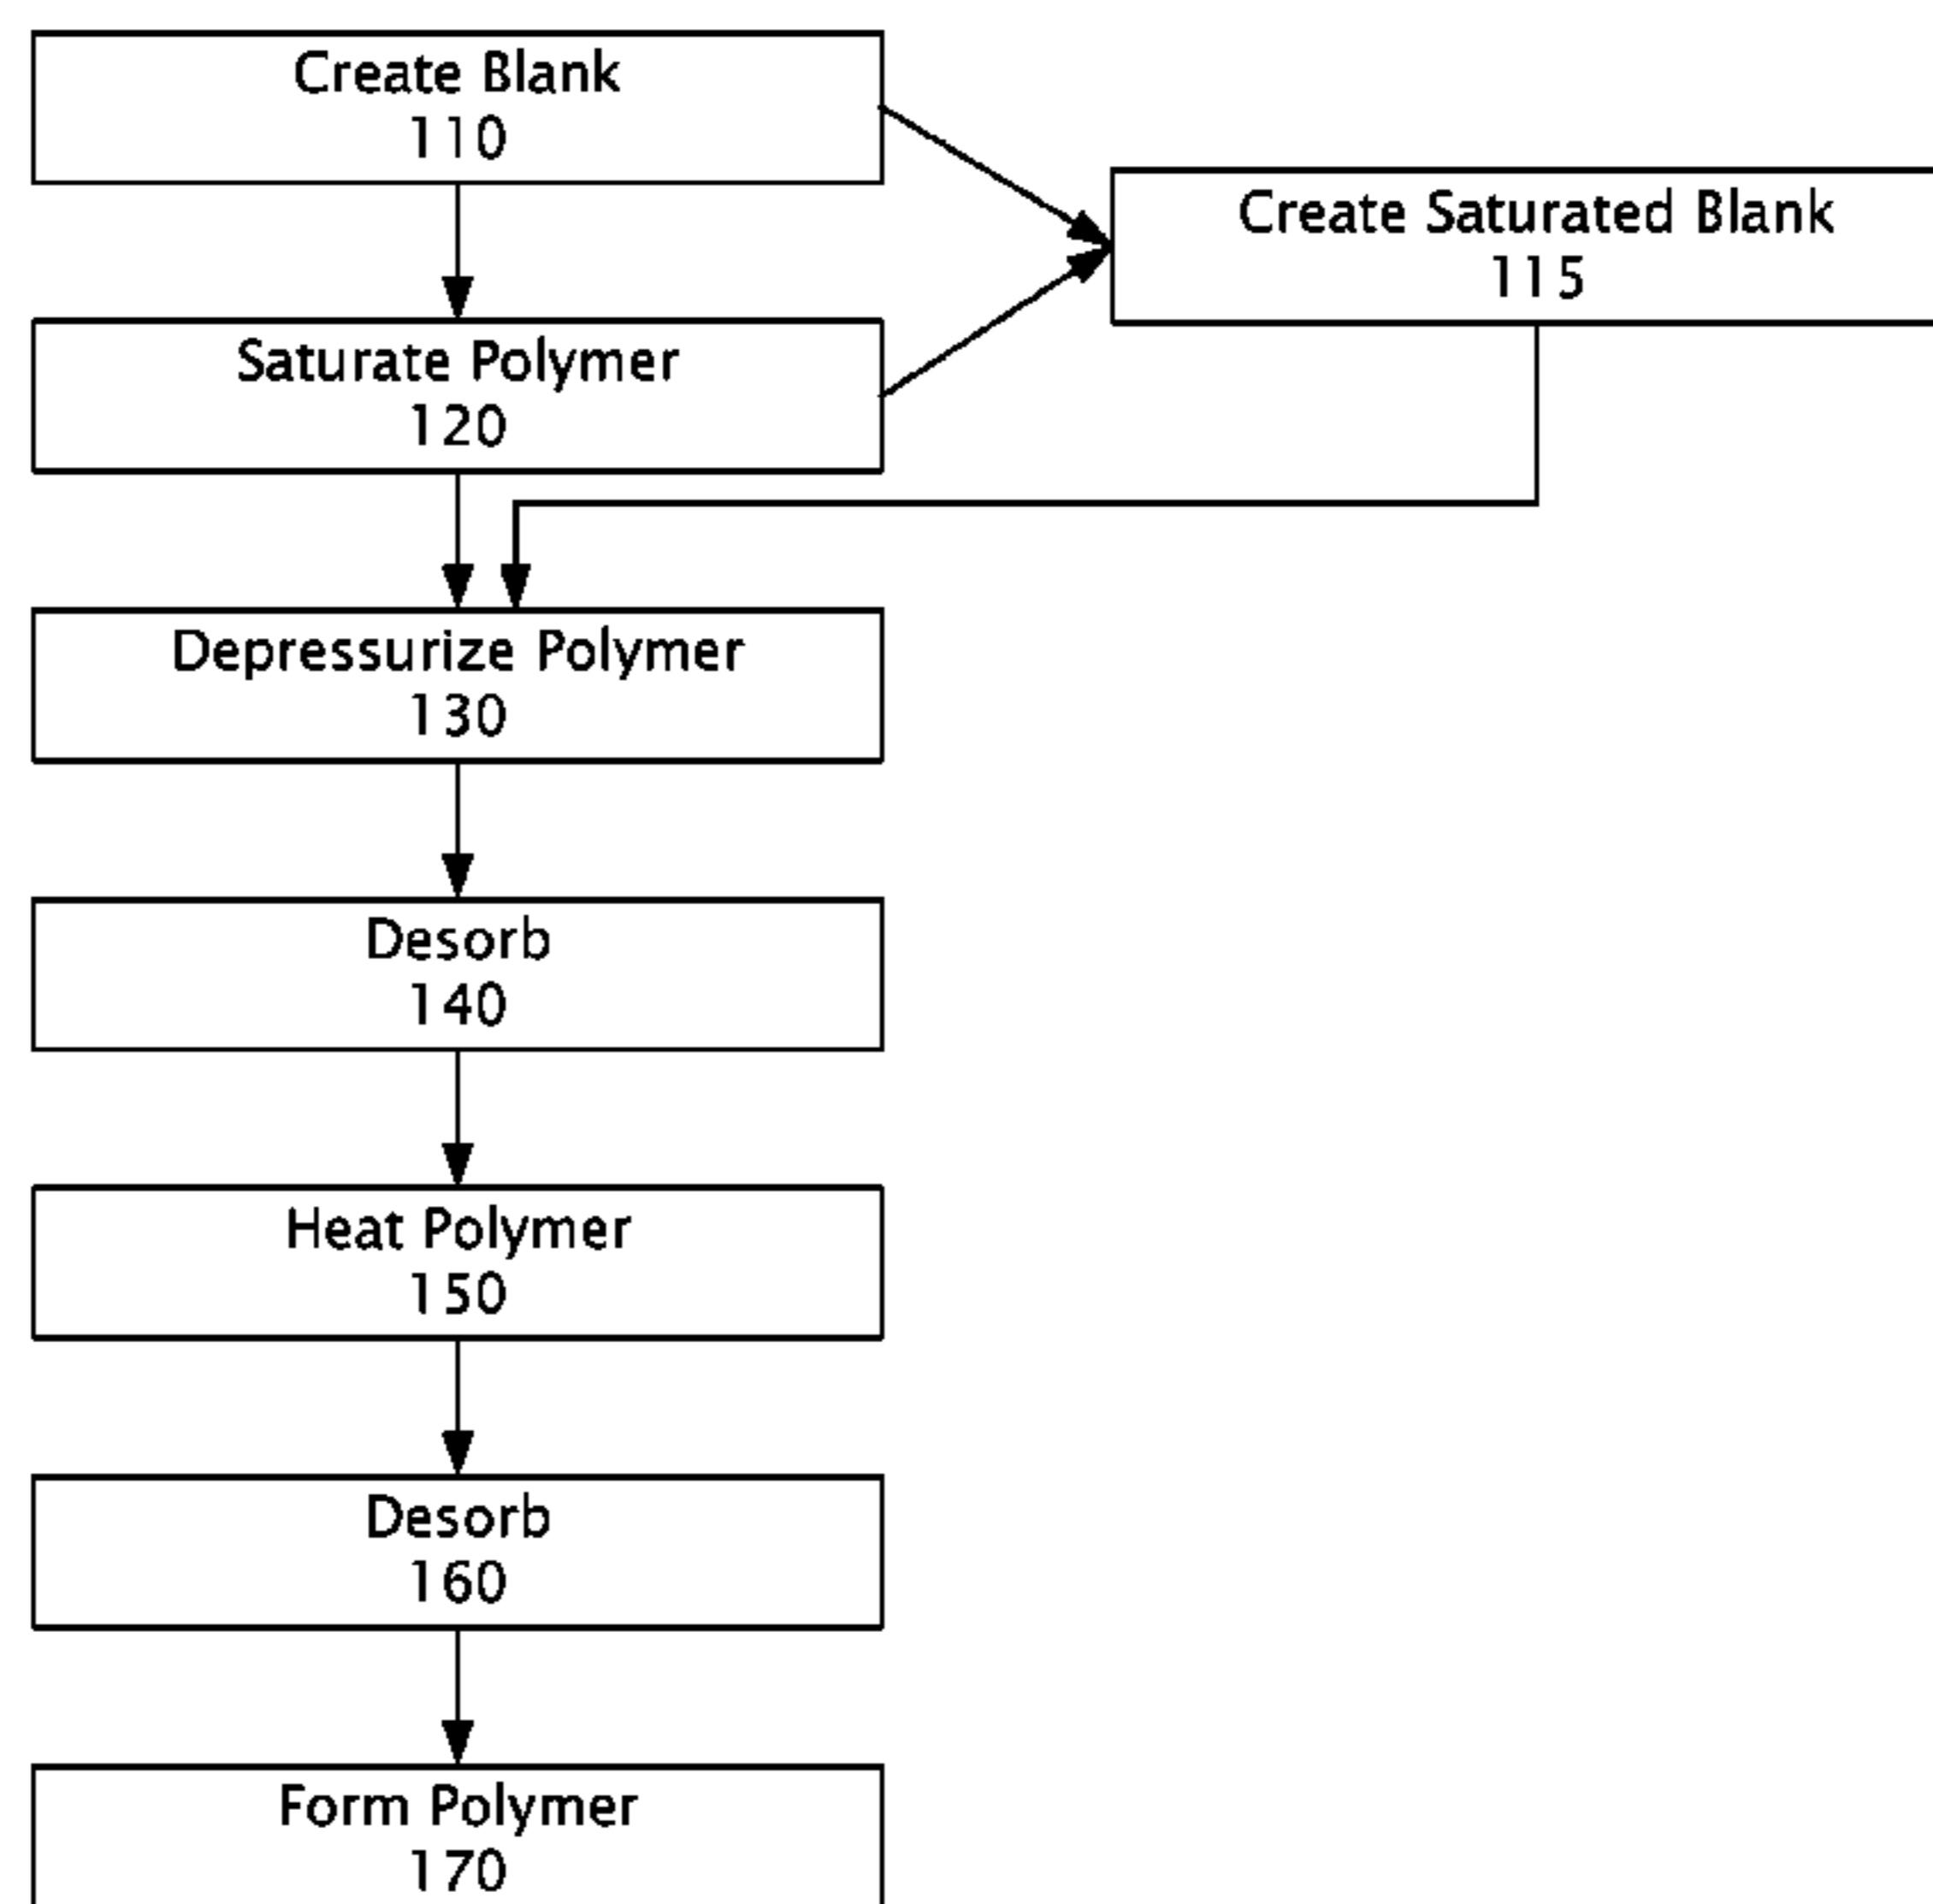 Create Blank
110
Create Saturated Blank
115
Saturate Polymer
120
Depressurize Polymer
130
Desorb
140
Heat Polymer
150
Desorb
160
Form Polymer
170